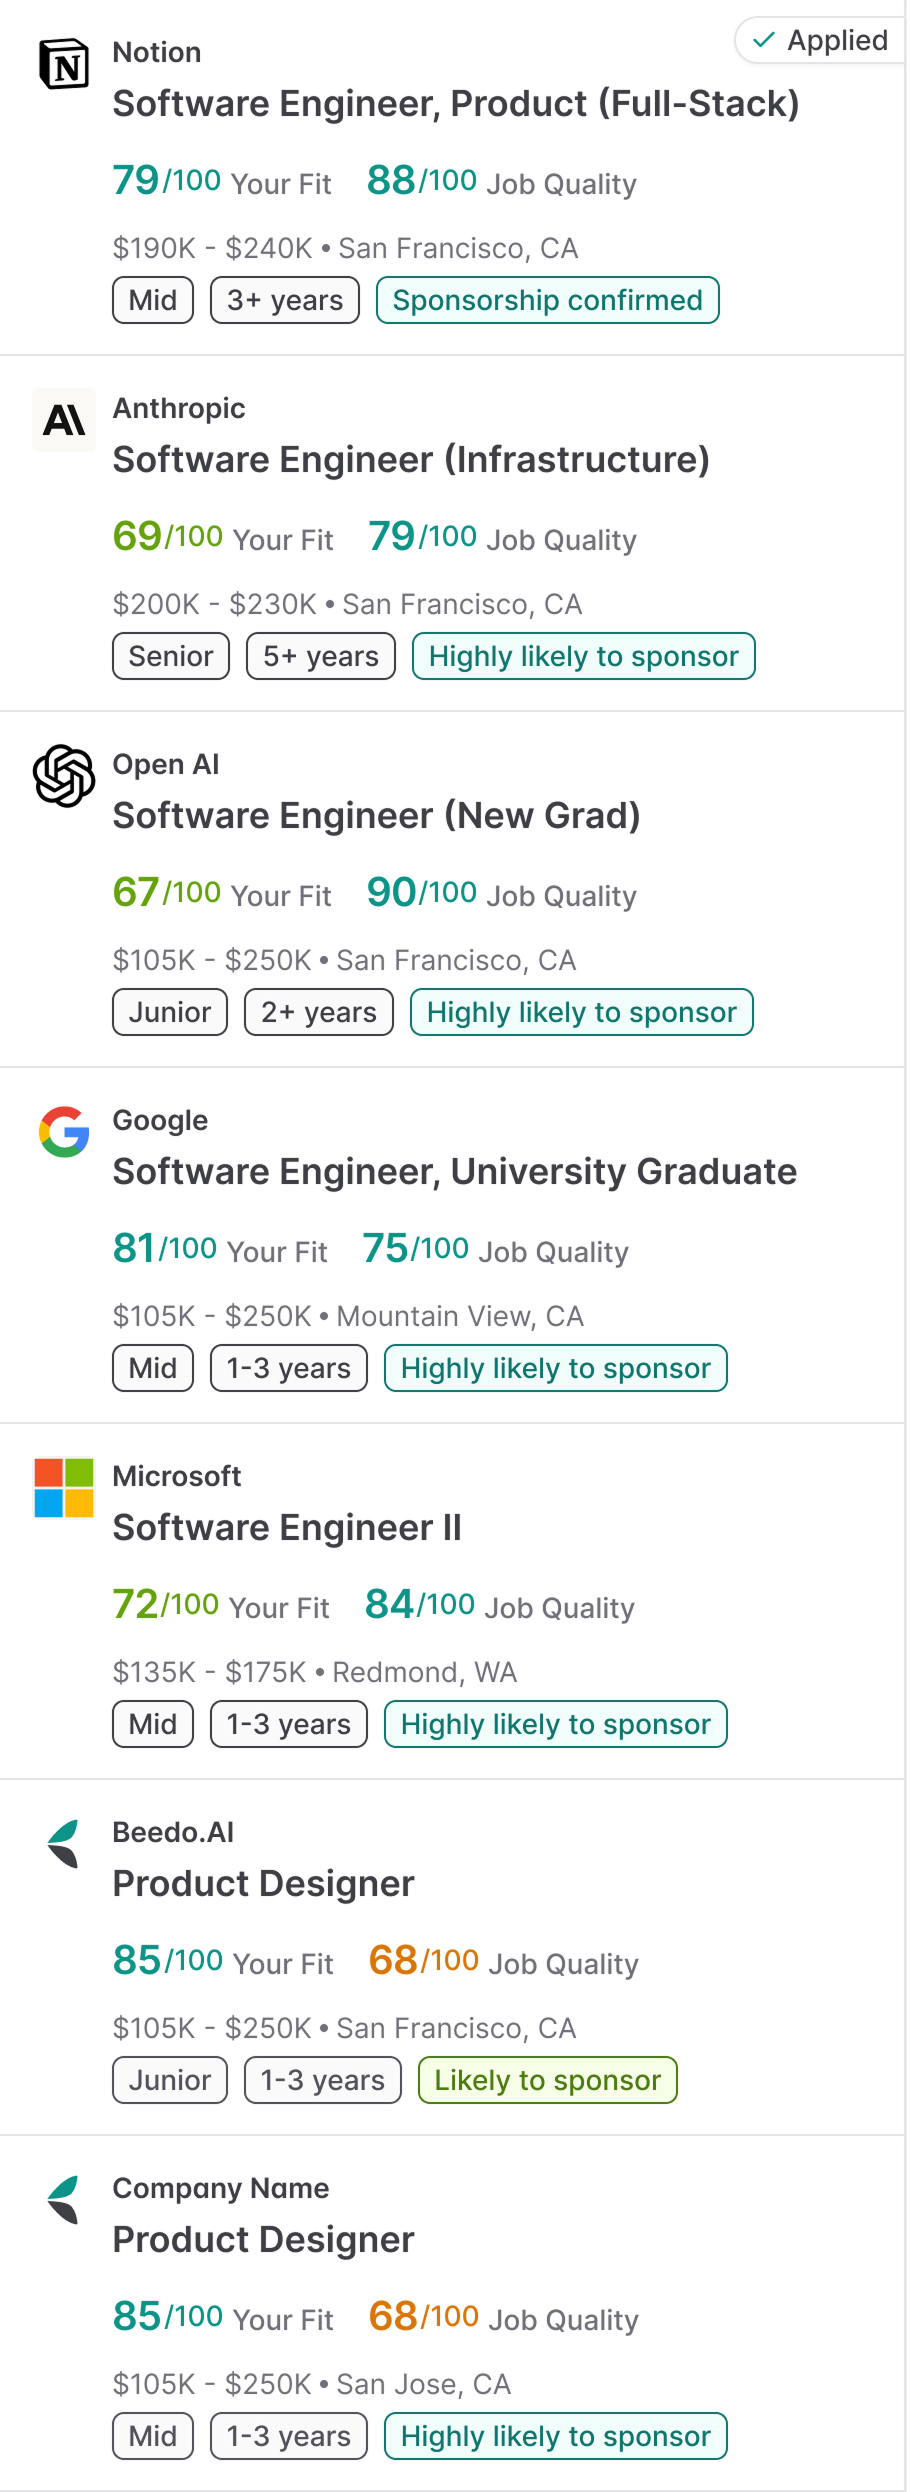 Notion
Applied
Software Engineer, Product (Full-Stack)
79/100 Your Fit 88/100 Job Quality
$190K - $240K • San Francisco, CA
Mid 3+ years Sponsorship confirmed
Anthropic
Software Engineer (Infrastructure)
69/100 Your Fit 79/100 Job Quality
$200K - $230K • San Francisco, CA
Senior 5+ years Highly likely to sponsor
Open AI
Software Engineer (New Grad)
67/100 Your Fit 90/100 Job Quality
$105K - $250K • San Francisco, CA
Junior 2+ years Highly likely to sponsor
Google
Software Engineer, University Graduate
81/100 Your Fit 75/100 Job Quality
$105K - $250K • Mountain View, CA
Mid 1-3 years Highly likely to sponsor
Microsoft
Software Engineer II
72/100 Your Fit 84/100 Job Quality
$135K - $175K • Redmond, WA
Mid 1-3 years Highly likely to sponsor
Beedo.AI
Product Designer
85/100 Your Fit 68/100 Job Quality
$105K - $250K • San Francisco, CA
Junior 1-3 years Likely to sponsor
Company Name
Product Designer
85/100 Your Fit 68/100 Job Quality
$105K - $250K • San Jose, CA
Mid 1-3 years Highly likely to sponsor